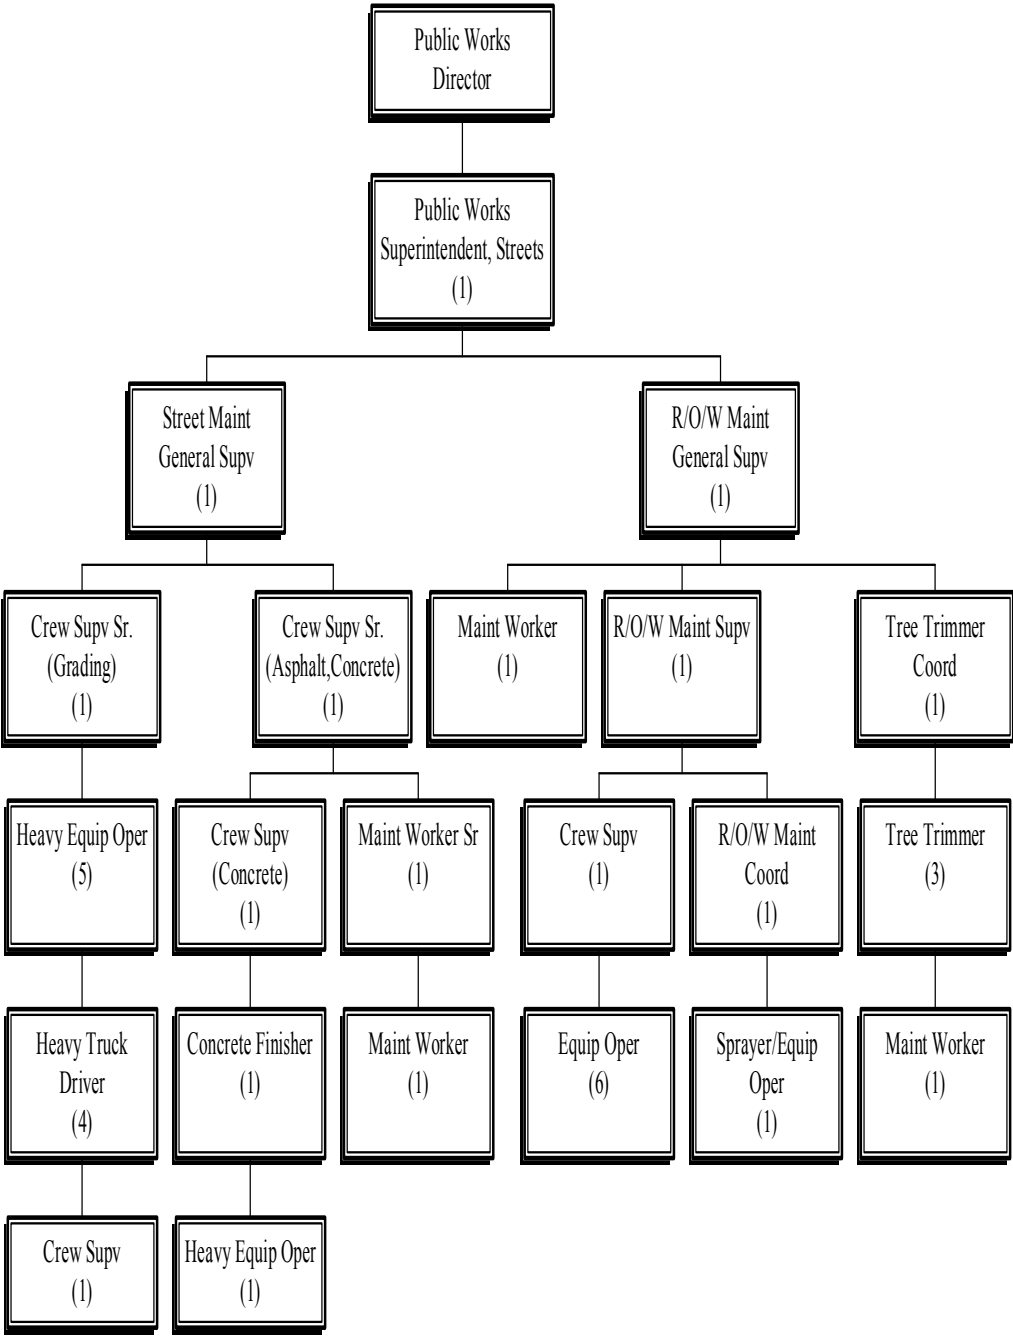 Public Works
Director
Public Works
Superintendent, Streets
(1)
Street Maint
General Supv
(1)
R/O/W Maint
General Supv
(1)
Crew Supv Sr.
(Grading)
(1)
Crew Supv Sr.
(Asphalt,Concrete)
(1)
Maint Worker
(1)
R/O/W Maint Supv
(1)
Tree Trimmer
Coord
(1)
Heavy Equip Oper
(5)
Crew Supv
(Concrete)
(1)
Maint Worker Sr
(1)
Crew Supv
(1)
R/O/W Maint
Coord
(1)
Tree Trimmer
(3)
Heavy Truck
Driver
(4)
Concrete Finisher
(1)
Maint Worker
(1)
Equip Oper
(6)
Sprayer/Equip
Oper
(1)
Maint Worker
(1)
Crew Supv
(1)
Heavy Equip Oper
(1)